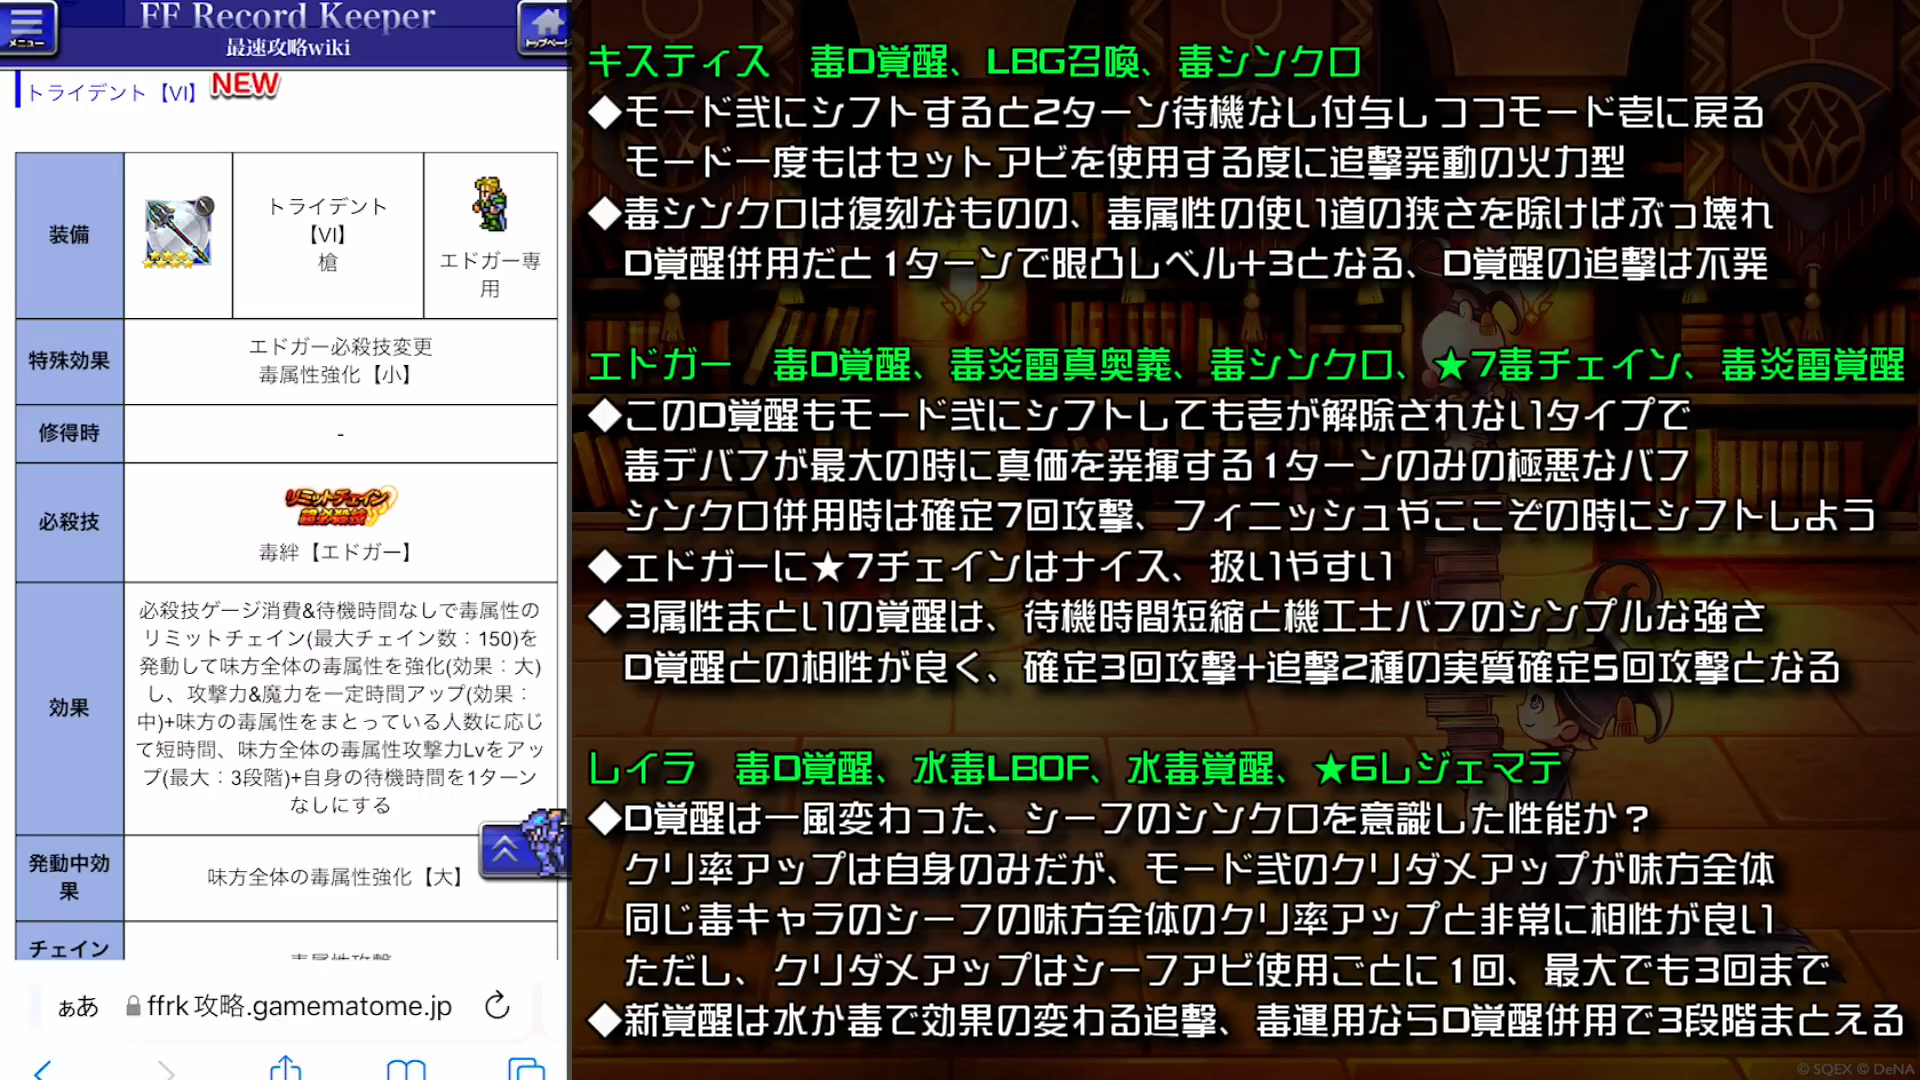 FF Record Keeper
最速攻略wiki
メニュー
トップページ
トライデント【VI】 NEW
装備
トライデント
【VI】
槍
エドガー専
用
特殊効果
エドガー必殺技変更
毒属性強化【小】
修得時
-
必殺技
リミットチェイン
超必殺技
毒絆【エドガー】
効果
必殺技ゲージ消費&待機時間なしで毒属性の
リミットチェイン(最大チェイン数：150)を
発動して味方全体の毒属性を強化(効果：大)
し、攻撃力&魔力を一定時間アップ(効果：
中)+味方の毒属性をまとっている人数に応じ
て短時間、味方全体の毒属性攻撃力Lvをアッ
プ(最大：3段階)+自身の待機時間を1ターン
なしにする
発動中効
果
味方全体の毒属性強化【大】
チェイン
毒属性攻撃
ぁあ ffrk攻略.gamematome.jp
キスティス　毒D覚醒、LBG召喚、毒シンクロ
◆モード弐にシフトすると2ターン待機なし付与しつつモード壱に戻る
モード一度もはセットアビを使用する度に追撃発動の火力型
◆毒シンクロは復刻なものの、毒属性の使い道の狭さを除けばぶっ壊れ
D覚醒併用だと1ターンで限凸レベル+3となる、D覚醒の追撃は不発
エドガー　毒D覚醒、毒炎雷真奥義、毒シンクロ、★7毒チェイン、毒炎雷覚醒
◆このD覚醒もモード弐にシフトしても壱が解除されないタイプで
毒デバフが最大の時に真価を発揮する1ターンのみの極悪なバフ
シンクロ併用時は確定7回攻撃、フィニッシュやここぞの時にシフトしよう
◆エドガーに★7チェインはナイス、扱いやすい
◆3属性まといの覚醒は、待機時間短縮と機工士バフのシンプルな強さ
D覚醒との相性が良く、確定3回攻撃+追撃2種の実質確定5回攻撃となる
レイラ　毒D覚醒、水毒LBOF、水毒覚醒、★6レジェマテ
◆D覚醒は一風変わった、シーフのシンクロを意識した性能か？
クリ率アップは自身のみだが、モード弐のクリダメアップが味方全体
同じ毒キャラのシーフの味方全体のクリ率アップと非常に相性が良い
ただし、クリダメアップはシーフアビ使用ごとに1回、最大でも3回まで
◆新覚醒は水か毒で効果の変わる追撃、毒運用ならD覚醒併用で3段階まとえる
© SQEX © DeNA